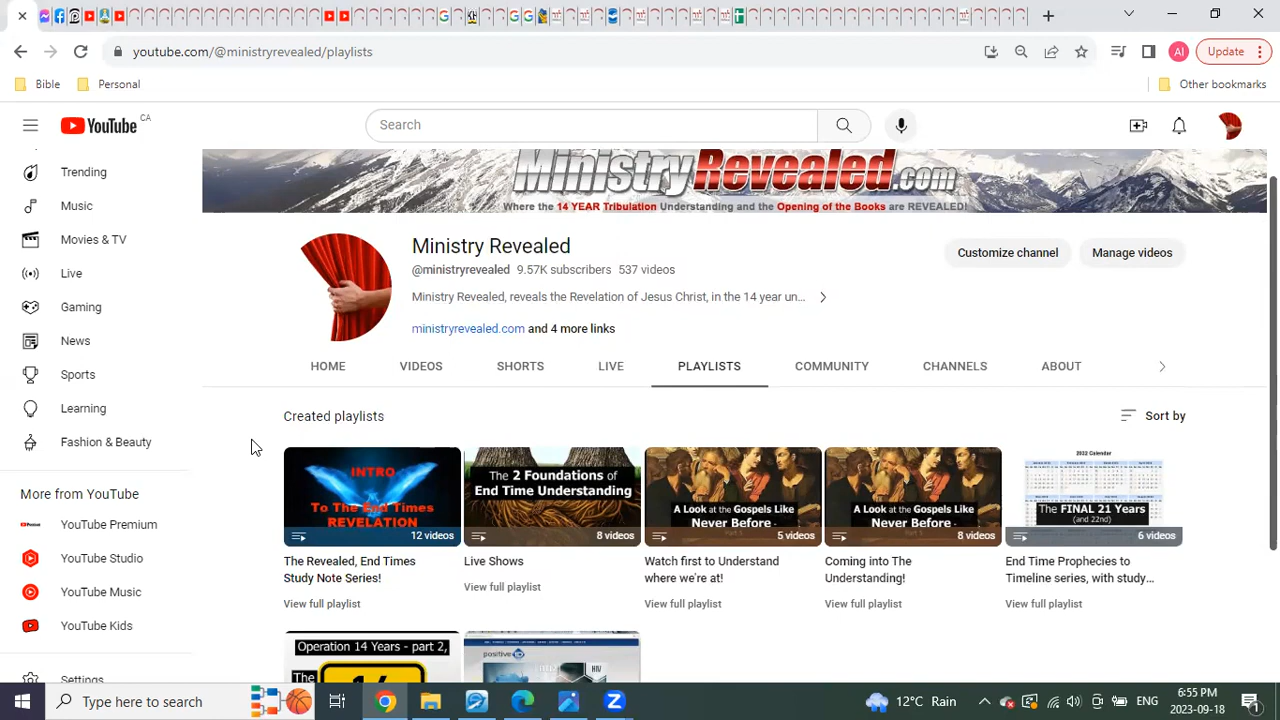 youtube.com/@ministryrevealed/playlists
AI
Update
Bible
Personal
Other bookmarks
YouTube CA
Search
Trending
Music
Movies & TV
Live
Gaming
News
Sports
Learning
Fashion & Beauty
More from YouTube
YouTube Premium
YouTube Studio
YouTube Music
YouTube Kids
Settings
MinistryRevealed.com
Where the 14 YEAR Tribulation Understanding and the Opening of the Books are REVEALED!
Ministry Revealed
@ministryrevealed 9.57K subscribers 537 videos
Ministry Revealed, reveals the Revelation of Jesus Christ, in the 14 year un...
ministryrevealed.com and 4 more links
Customize channel
Manage videos
HOME VIDEOS SHORTS LIVE PLAYLISTS COMMUNITY CHANNELS ABOUT
Created playlists
Sort by
INTRO
To The End Times
REVELATION
12 videos
The Revealed, End Times
Study Note Series!
View full playlist
The 2 Foundations of
End Time Understanding
8 videos
Live Shows
View full playlist
A Look at the Gospels Like
Never Before -
5 videos
Watch first to Understand
where we're at!
View full playlist
A Look at the Gospels Like
Never Before -
8 videos
Coming into The
Understanding!
View full playlist
2022 Calendar
The FINAL 21 Years
(and 22nd)
6 videos
End Time Prophecies to
Timeline series, with study...
View full playlist
Operation 14 Years - part 2,
The
14
positive
HIV
Type here to search
12°C Rain
ENG
6:55 PM
2023-09-18
1